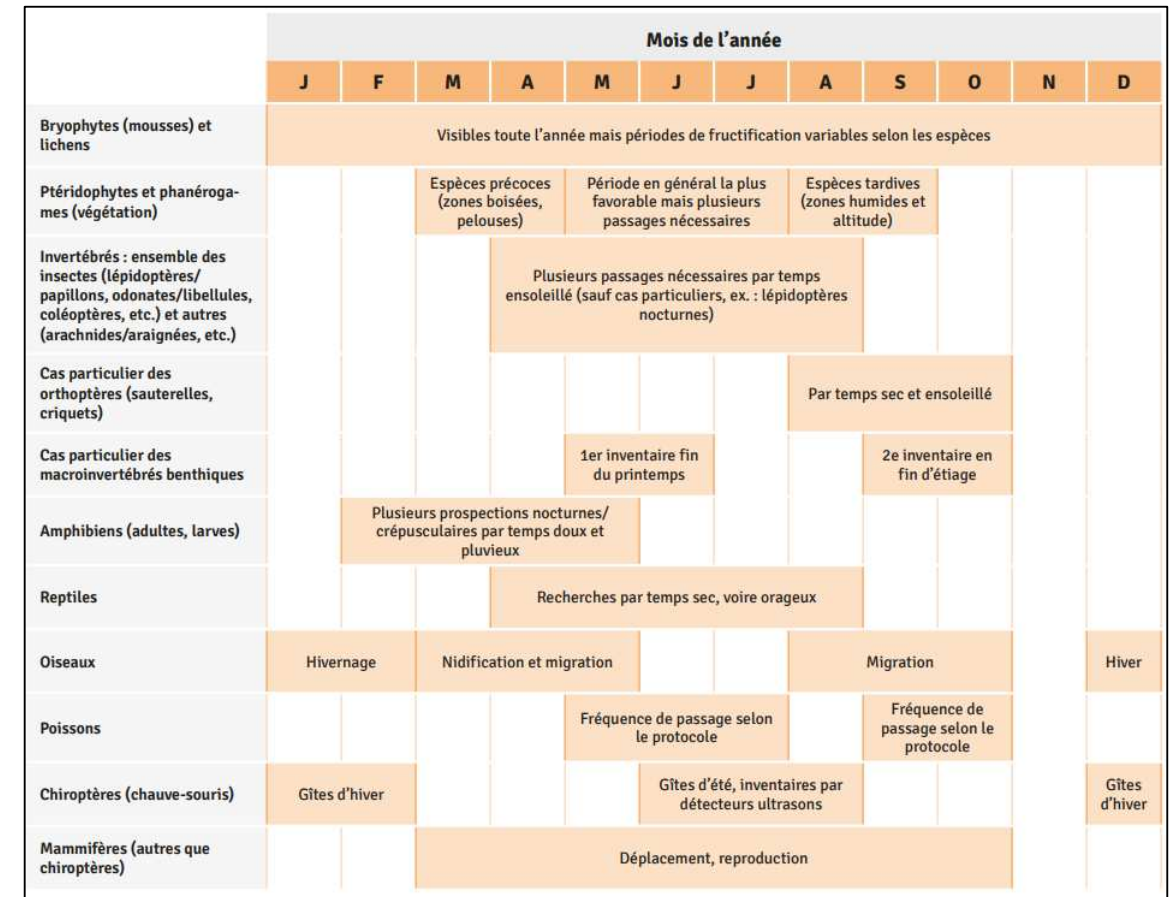 Mois de l'année
J F M A M J J A S O N D
Bryophytes (mousses) et
lichens
Visibles toute l'année mais périodes de fructification variables selon les espèces
Ptéridophytes et phanéroga-
mes (végétation)
Espèces précoces
(zones boisées,
pelouses)
Période en général la plus
favorable mais plusieurs
passages nécessaires
Espèces tardives
(zones humides et
altitude)
Invertébrés : ensemble des
insectes (lépidoptères/
papillons, odonates/libellules,
coléoptères, etc.) et autres
(arachnides/araignées, etc.)
Plusieurs passages nécessaires par temps
ensoleillé (sauf cas particuliers, ex. : lépidoptères
nocturnes)
Cas particulier des
orthoptères (sauterelles,
criquets)
Par temps sec et ensoleillé
Cas particulier des
macroinvertébrés benthiques
1er inventaire fin
du printemps
2e inventaire en
fin d'étiage
Amphibiens (adultes, larves)
Plusieurs prospections nocturnes/
crépusculaires par temps doux et
pluvieux
Reptiles
Recherches par temps sec, voire orageux
Oiseaux
Hivernage
Nidification et migration
Migration
Hiver
Poissons
Fréquence de passage selon
le protocole
Fréquence de
passage selon le
protocole
Chiroptères (chauve-souris)
Gîtes d'hiver
Gîtes d'été, inventaires par
détecteurs ultrasons
Gîtes
d'hiver
Mammifères (autres que
chiroptères)
Déplacement, reproduction